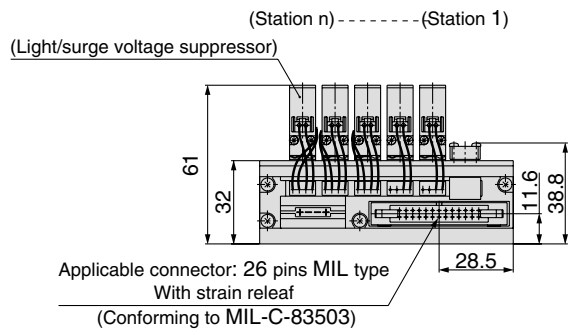 (Station n) (Station 1)
(Light/surge voltage suppressor)
61
32
11.6
38.8
28.5
Applicable connector: 26 pins MIL type
With strain releaf
(Conforming to MIL-C-83503)